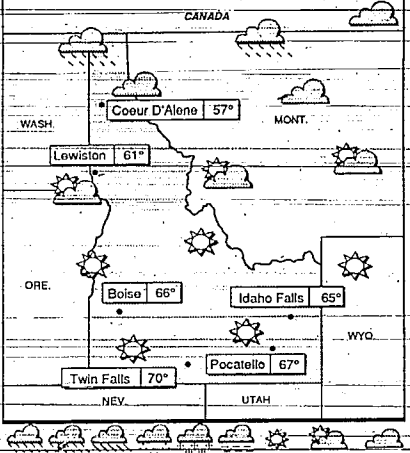 CANADA
Coeur D'Alene 57°
WASH.
MONT.
Lewiston 61°
ORE.
Boise 66°
Idaho Falls 65°
WYO.
Pocatello 67°
Twin Falls 70°
NEV.
UTAH